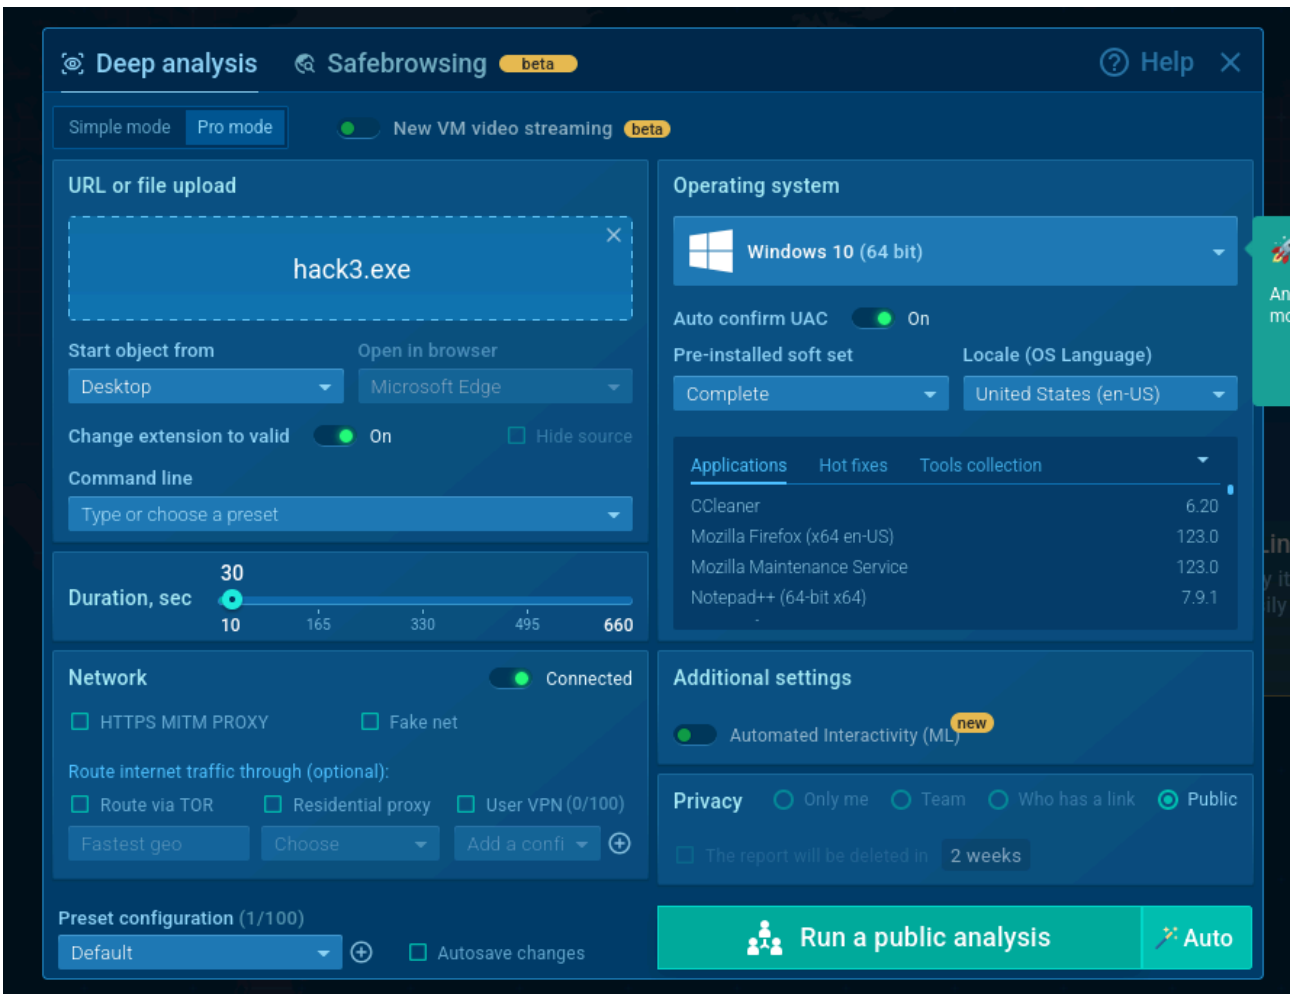 Deep analysis
Safebrowsing beta
Help
Simple mode
Pro mode
New VM video streaming beta
URL or file upload
hack3.exe
Start object from
Open in browser
Desktop
Microsoft Edge
Change extension to valid On
Hide source
Command line
Type or choose a preset
Duration, sec
30
10 165 330 495 660
Network
Connected
HTTPS MITM PROXY
Fake net
Route internet traffic through (optional):
Route via TOR
Residential proxy
User VPN (0/100)
Fastest geo
Choose
Add a confi
Preset configuration (1/100)
Default
Autosave changes
Operating system
Windows 10 (64 bit)
Auto confirm UAC On
Pre-installed soft set
Locale (OS Language)
Complete
United States (en-US)
Applications
Hot fixes
Tools collection
CCleaner 6.20
Mozilla Firefox (x64 en-US) 123.0
Mozilla Maintenance Service 123.0
Notepad++ (64-bit x64) 7.9.1
Additional settings
Automated Interactivity (ML) new
Privacy
Only me
Team
Who has a link
Public
The report will be deleted in 2 weeks
Run a public analysis
Auto